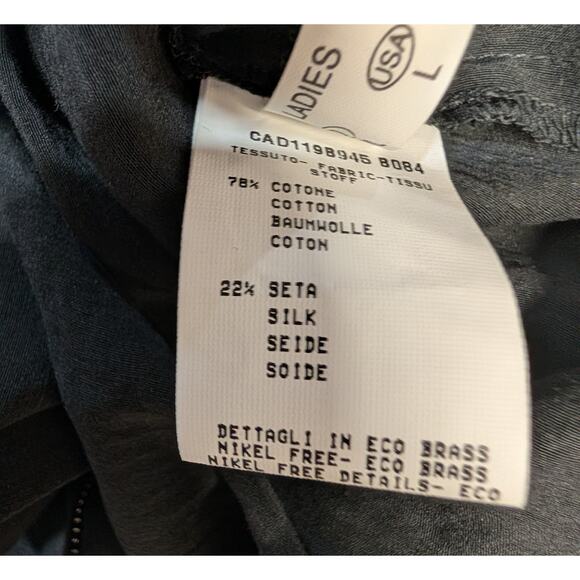 LADIES
USA
L
CAD119B945 B084
TESSUTO- FABRIC-TISSU
STOFF
78% COTONE
COTTON
BAUMWOLLE
COTON
22% SETA
SILK
SEIDE
SOIDE
DETTAGLI IN ECO BRASS
NIKEL FREE- ECO BRASS
NIKEL FREE DETAILS- ECO